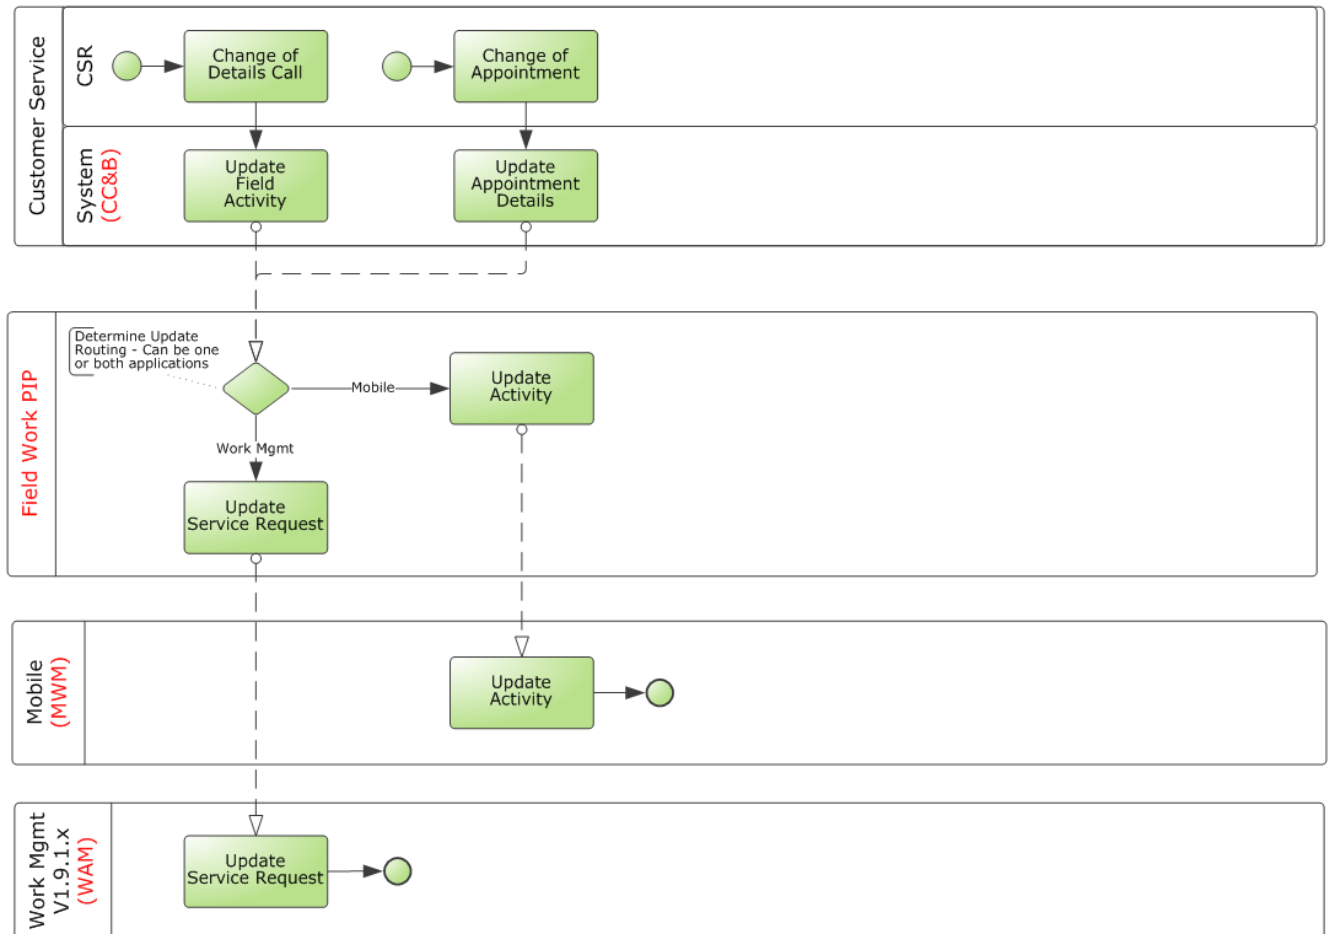 Customer Service
CSR
Change of
Details Call
Change of
Appointment
System
(CC&B)
Update
Field
Activity
Update
Appointment
Details
Field Work PIP
Determine Update
Routing - Can be one
or both applications
Mobile
Update
Activity
Work Mgmt
Update
Service Request
Mobile
(MWM)
Update
Activity
Work Mgmt
V1.9.1.x
(WAM)
Update
Service Request